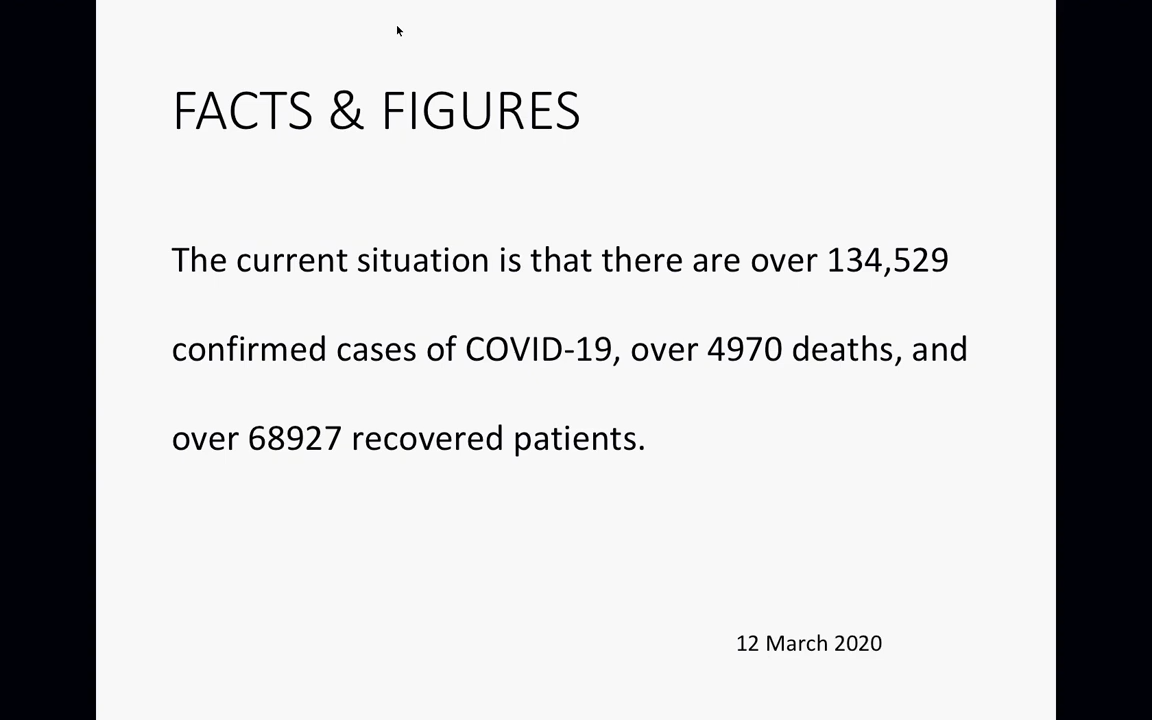 FACTS & FIGURES
The current situation is that there are over 134,529
confirmed cases of COVID-19, over 4970 deaths, and
over 68927 recovered patients.
12 March 2020